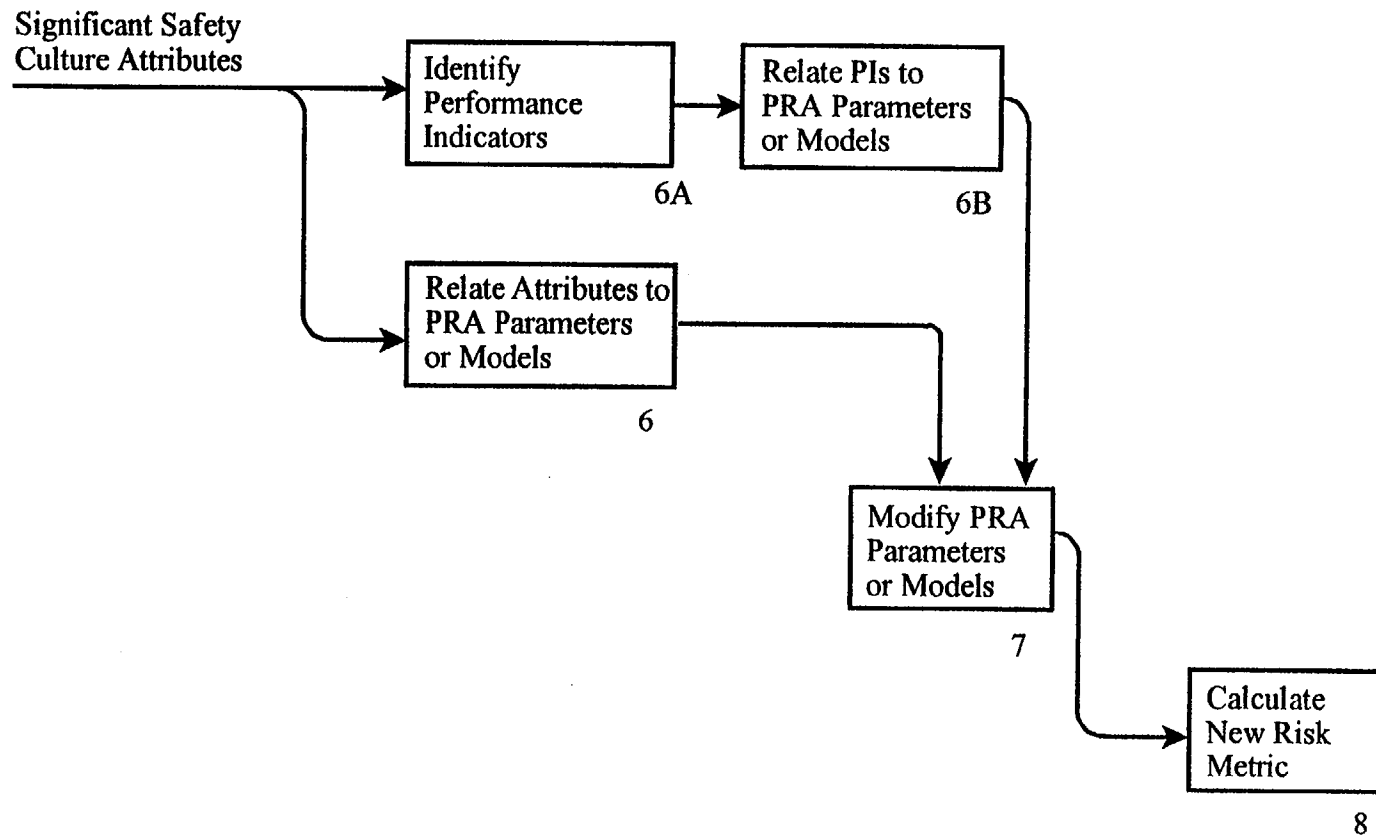 Significant Safety
Culture Attributes
Identify
Performance
Indicators
6A
Relate PIs to
PRA Parameters
or Models
6B
Relate Attributes to
PRA Parameters
or Models
6
Modify PRA
Parameters
or Models
7
Calculate
New Risk
Metric
8